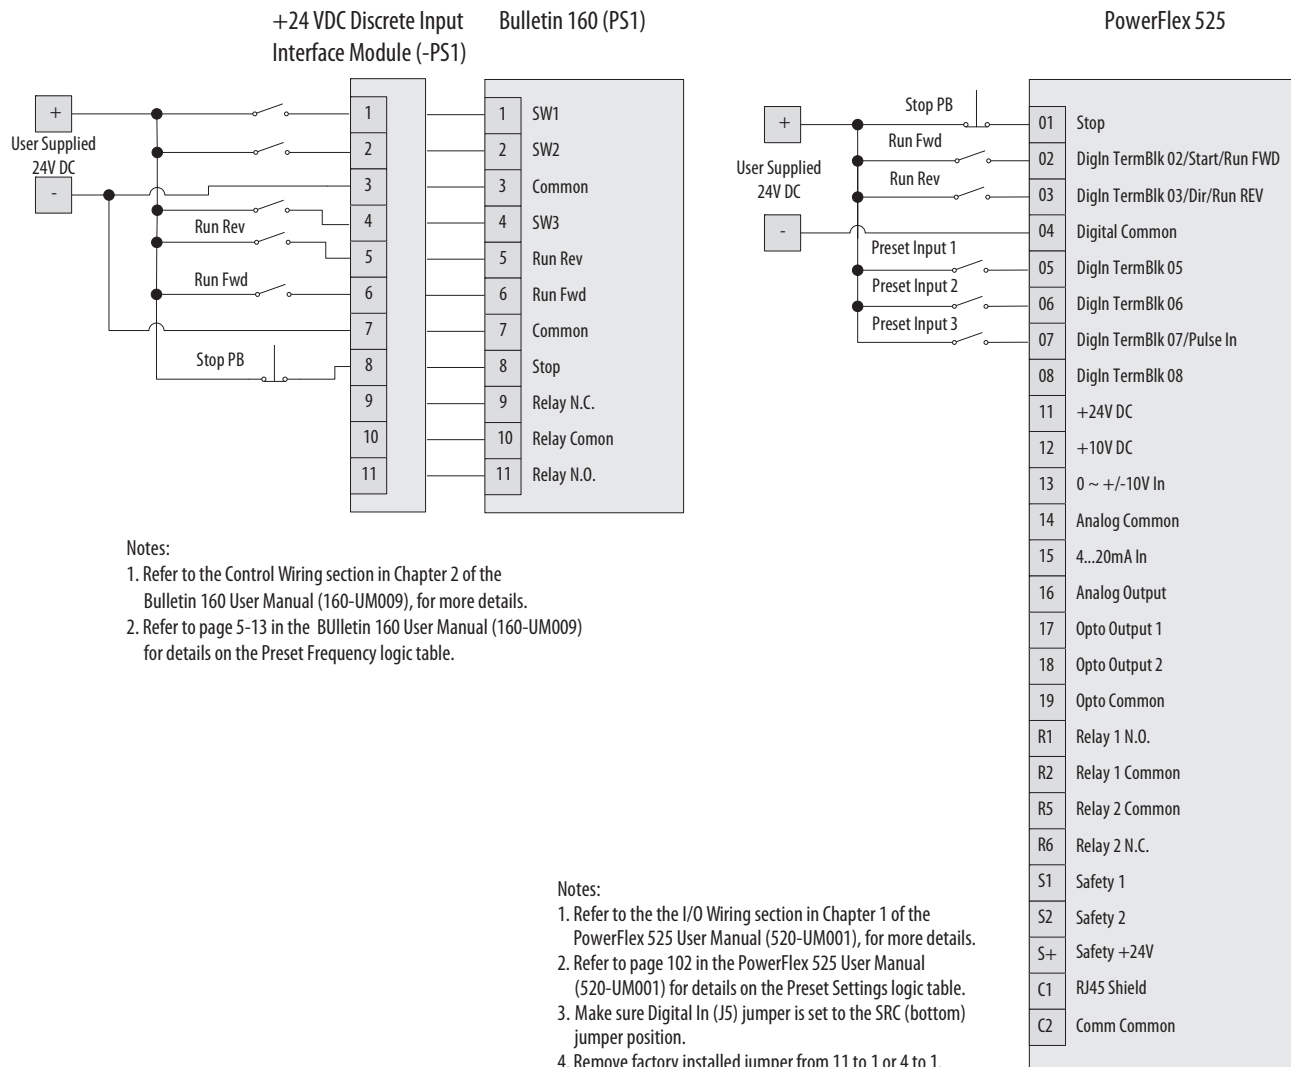 +24 VDC Discrete Input
Interface Module (-PS1)
Bulletin 160 (PS1)
+
User Supplied
24V DC
-
Run Rev
Run Fwd
Stop PB
1
2
3
4
5
6
7
8
9
10
11
1 SW1
2 SW2
3 Common
4 SW3
5 Run Rev
6 Run Fwd
7 Common
8 Stop
9 Relay N.C.
10 Relay Comon
11 Relay N.O.
Notes:
1. Refer to the Control Wiring section in Chapter 2 of the
Bulletin 160 User Manual (160-UM009), for more details.
2. Refer to page 5-13 in the BUlletin 160 User Manual (160-UM009)
for details on the Preset Frequency logic table.
PowerFlex 525
+
User Supplied
24V DC
-
Stop PB
Run Fwd
Run Rev
Preset Input 1
Preset Input 2
Preset Input 3
01 Stop
02 DigIn TermBlk 02/Start/Run FWD
03 DigIn TermBlk 03/Dir/Run REV
04 Digital Common
05 DigIn TermBlk 05
06 DigIn TermBlk 06
07 DigIn TermBlk 07/Pulse In
08 DigIn TermBlk 08
11 +24V DC
12 +10V DC
13 0 ~ +/-10V In
14 Analog Common
15 4...20mA In
16 Analog Output
17 Opto Output 1
18 Opto Output 2
19 Opto Common
R1 Relay 1 N.O.
R2 Relay 1 Common
R5 Relay 2 Common
R6 Relay 2 N.C.
S1 Safety 1
S2 Safety 2
S+ Safety +24V
C1 RJ45 Shield
C2 Comm Common
Notes:
1. Refer to the the I/O Wiring section in Chapter 1 of the
PowerFlex 525 User Manual (520-UM001), for more details.
2. Refer to page 102 in the PowerFlex 525 User Manual
(520-UM001) for details on the Preset Settings logic table.
3. Make sure Digital In (J5) jumper is set to the SRC (bottom)
jumper position.
4. Remove factory installed jumper from 11 to 1 or 4 to 1.